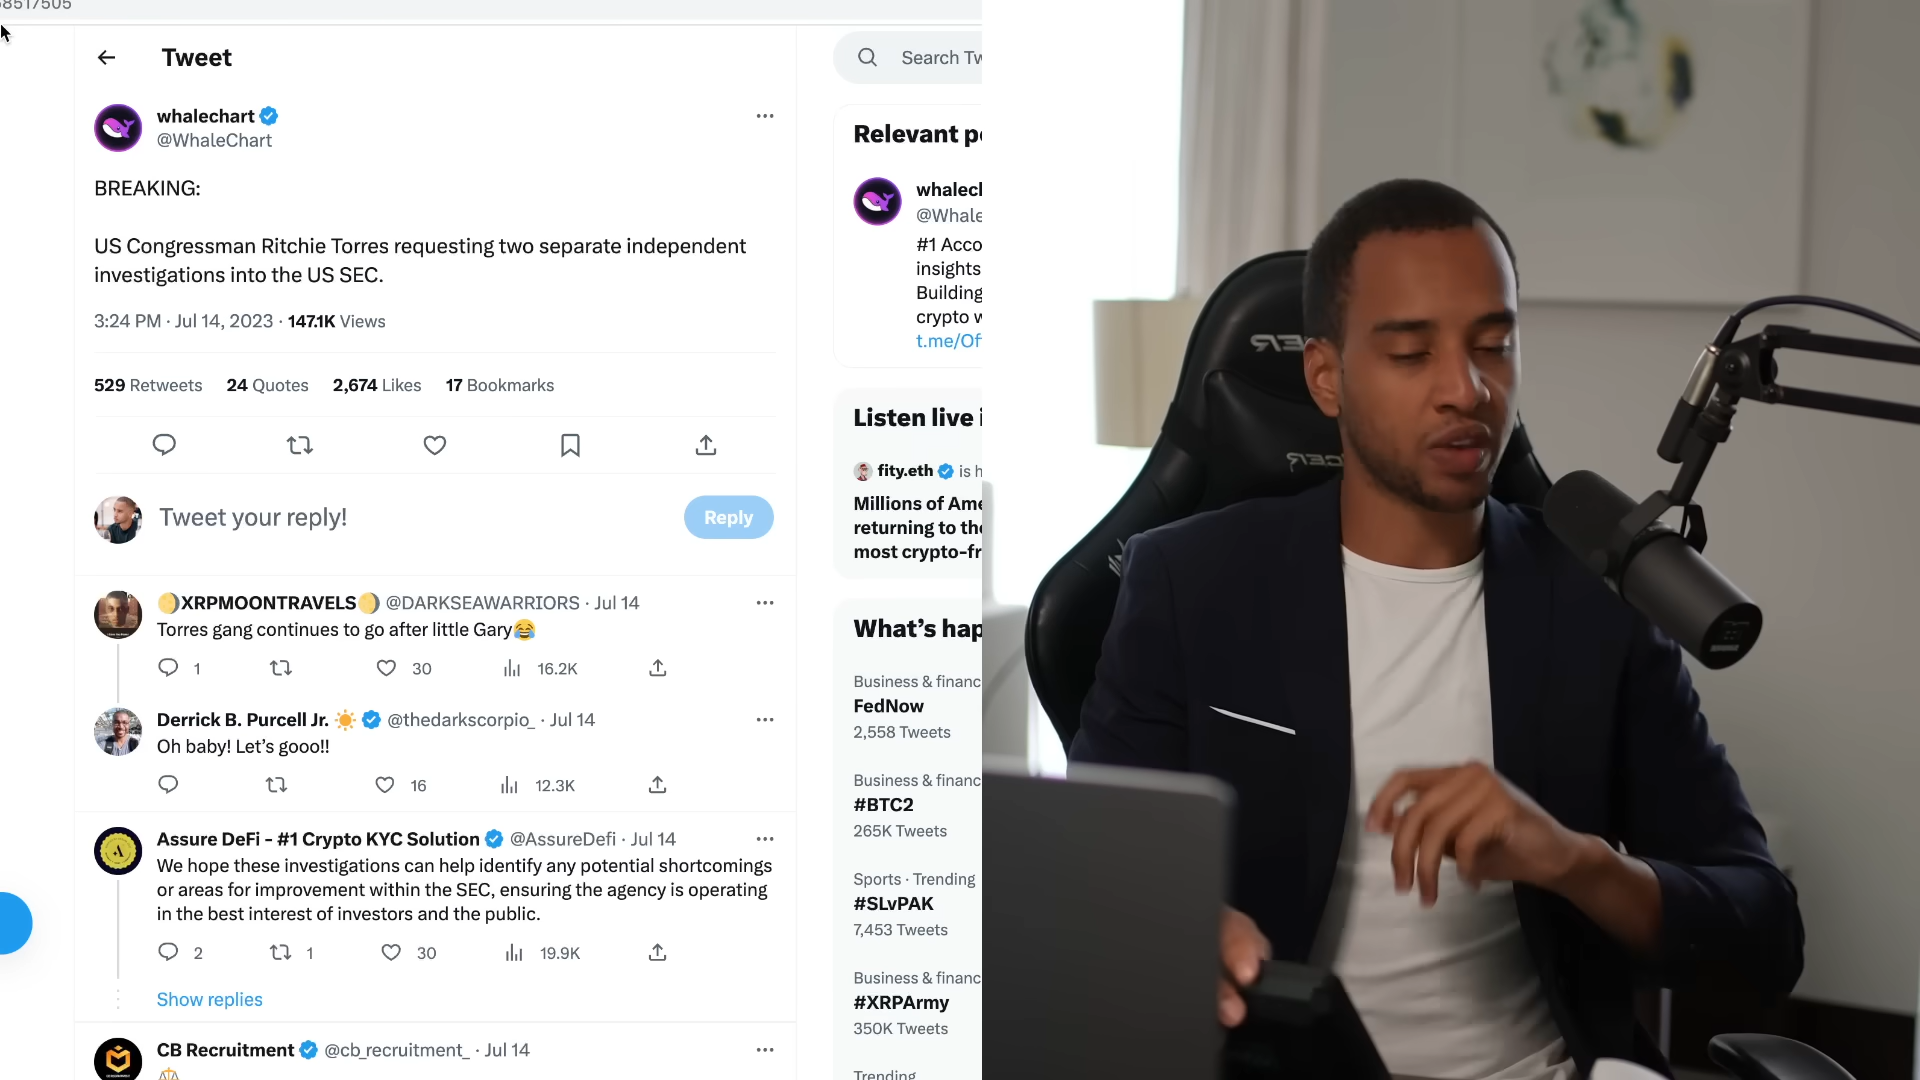 68517505
Tweet
Search Tw
whalechart
@WhaleChart
BREAKING:
US Congressman Ritchie Torres requesting two separate independent
investigations into the US SEC.
3:24 PM · Jul 14, 2023 · 147.1K Views
529 Retweets 24 Quotes 2,674 Likes 17 Bookmarks
Tweet your reply!
Reply
🌖XRPMOONTRAVELS🌔 @DARKSEAWARRIORS · Jul 14
Torres gang continues to go after little Gary😂
1 30 16.2K
Derrick B. Purcell Jr. ☀️ @thedarkscorpio_ · Jul 14
Oh baby! Let's gooo!!
16 12.3K
Assure DeFi - #1 Crypto KYC Solution @AssureDefi · Jul 14
We hope these investigations can help identify any potential shortcomings
or areas for improvement within the SEC, ensuring the agency is operating
in the best interest of investors and the public.
2 1 30 19.9K
Show replies
CB Recruitment @cb_recruitment_ · Jul 14
Relevant pe
whalecl
@Whale
#1 Acco
insights
Building
crypto w
t.me/Of
Listen live i
fity.eth is h
Millions of Ame
returning to the
most crypto-fr
What's hap
Business & financ
FedNow
2,558 Tweets
Business & financ
#BTC2
265K Tweets
Sports · Trending
#SLvPAK
7,453 Tweets
Business & financ
#XRPArmy
350K Tweets
Trending